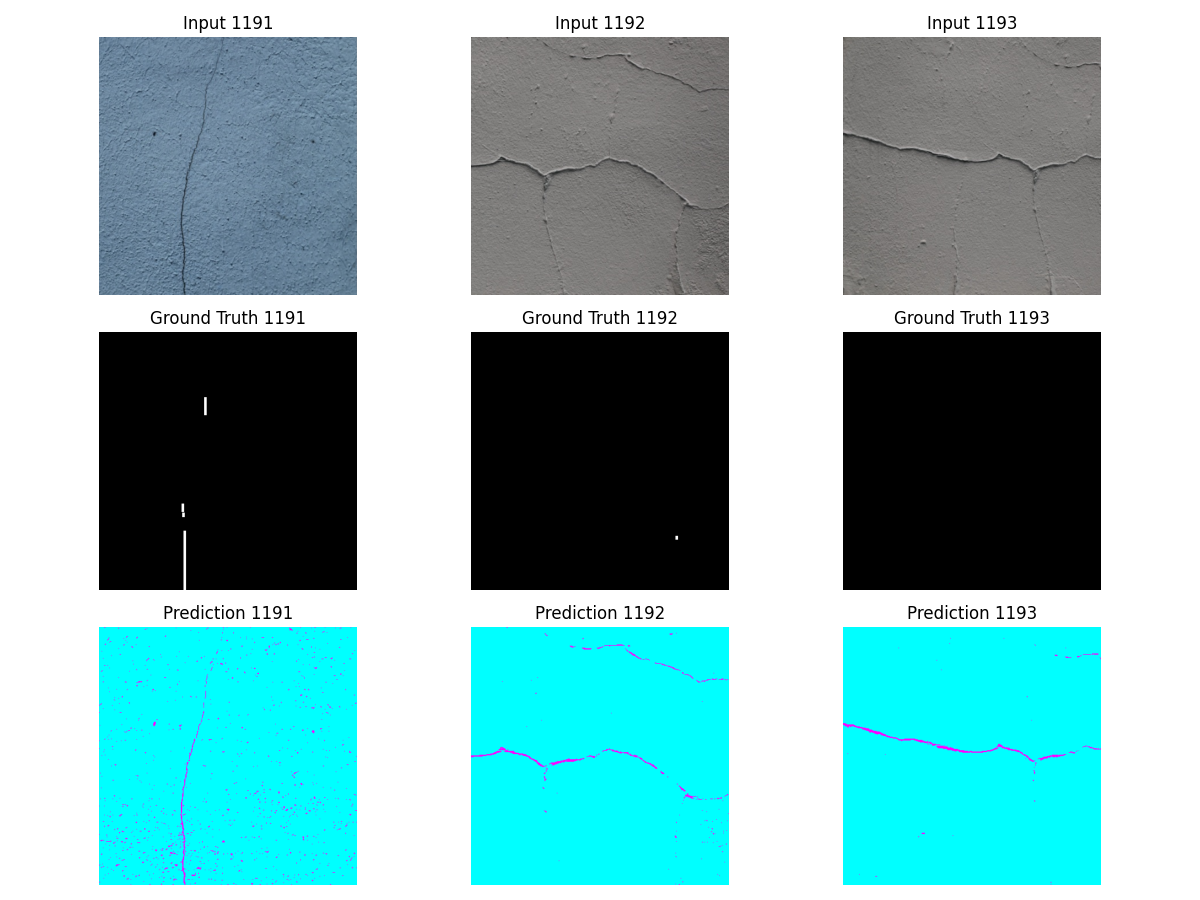 Input 1191
Input 1192
Input 1193
Ground Truth 1191
Ground Truth 1192
Ground Truth 1193
Prediction 1191
Prediction 1192
Prediction 1193